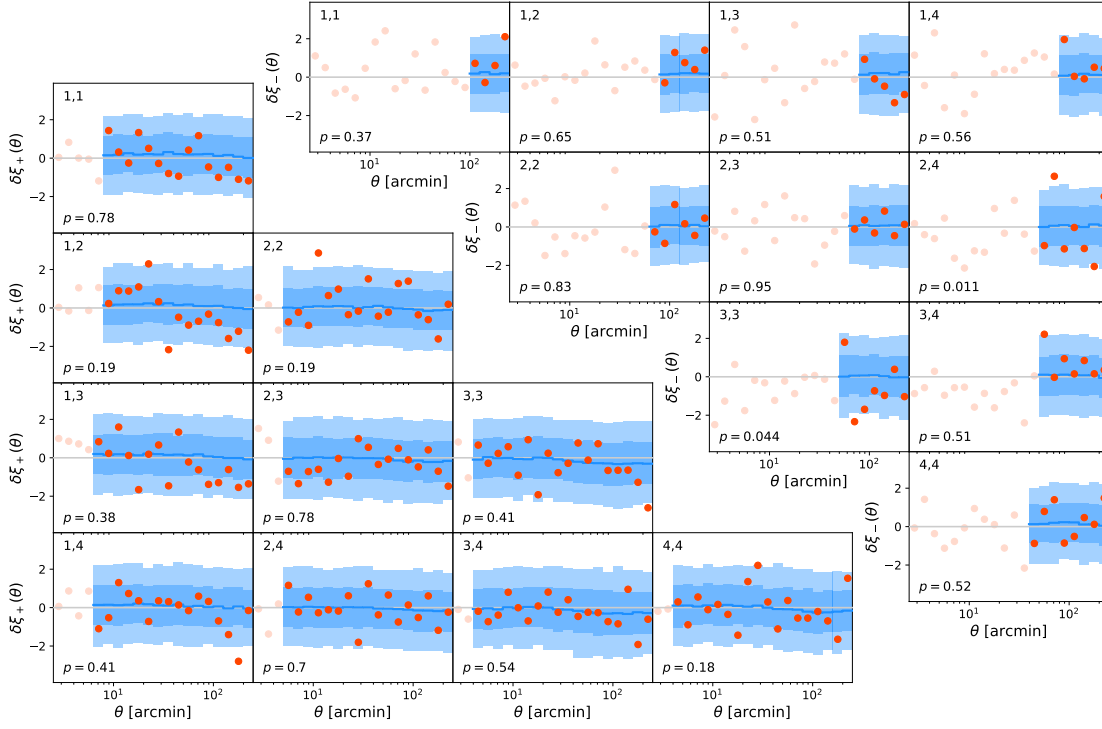 1,1
1,2
1,3
1,4
δξ₋(θ)
2
0
−2
p = 0.37
p = 0.65
p = 0.51
p = 0.56
10¹
10²
θ [arcmin]
1,1
δξ₊(θ)
2
0
−2
p = 0.78
2,2
2,3
2,4
δξ₋(θ)
2
0
−2
p = 0.83
p = 0.95
p = 0.011
10¹
10²
θ [arcmin]
1,2
2,2
δξ₊(θ)
2
0
−2
p = 0.19
p = 0.19
3,3
3,4
δξ₋(θ)
2
0
−2
p = 0.044
p = 0.51
10¹
10²
θ [arcmin]
1,3
2,3
3,3
δξ₊(θ)
2
0
−2
p = 0.38
p = 0.78
p = 0.41
4,4
δξ₋(θ)
2
0
−2
p = 0.52
10¹
10²
θ [arcmin]
1,4
2,4
3,4
4,4
δξ₊(θ)
2
0
−2
p = 0.41
p = 0.7
p = 0.54
p = 0.18
10¹
10²
10¹
10²
10¹
10²
10¹
10²
θ [arcmin]
θ [arcmin]
θ [arcmin]
θ [arcmin]